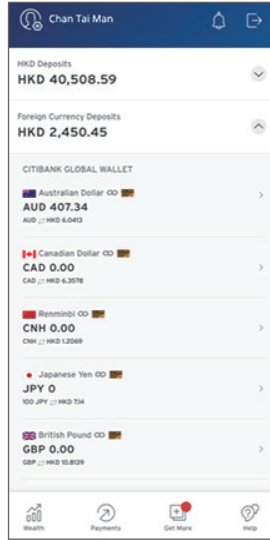 Chan Tai Man
HKD Deposits
HKD 40,508.59
Foreign Currency Deposits
HKD 2,450.45
CITIBANK GLOBAL WALLET
Australian Dollar
AUD 407.34
AUD ⇄ HKD 6.0413
Canadian Dollar
CAD 0.00
CAD ⇄ HKD 6.3578
Renminbi
CNH 0.00
CNH ⇄ HKD 1.2069
Japanese Yen
JPY 0
100 JPY ⇄ HKD 7.14
British Pound
GBP 0.00
GBP ⇄ HKD 10.8139
Wealth
Payments
Get More
Help